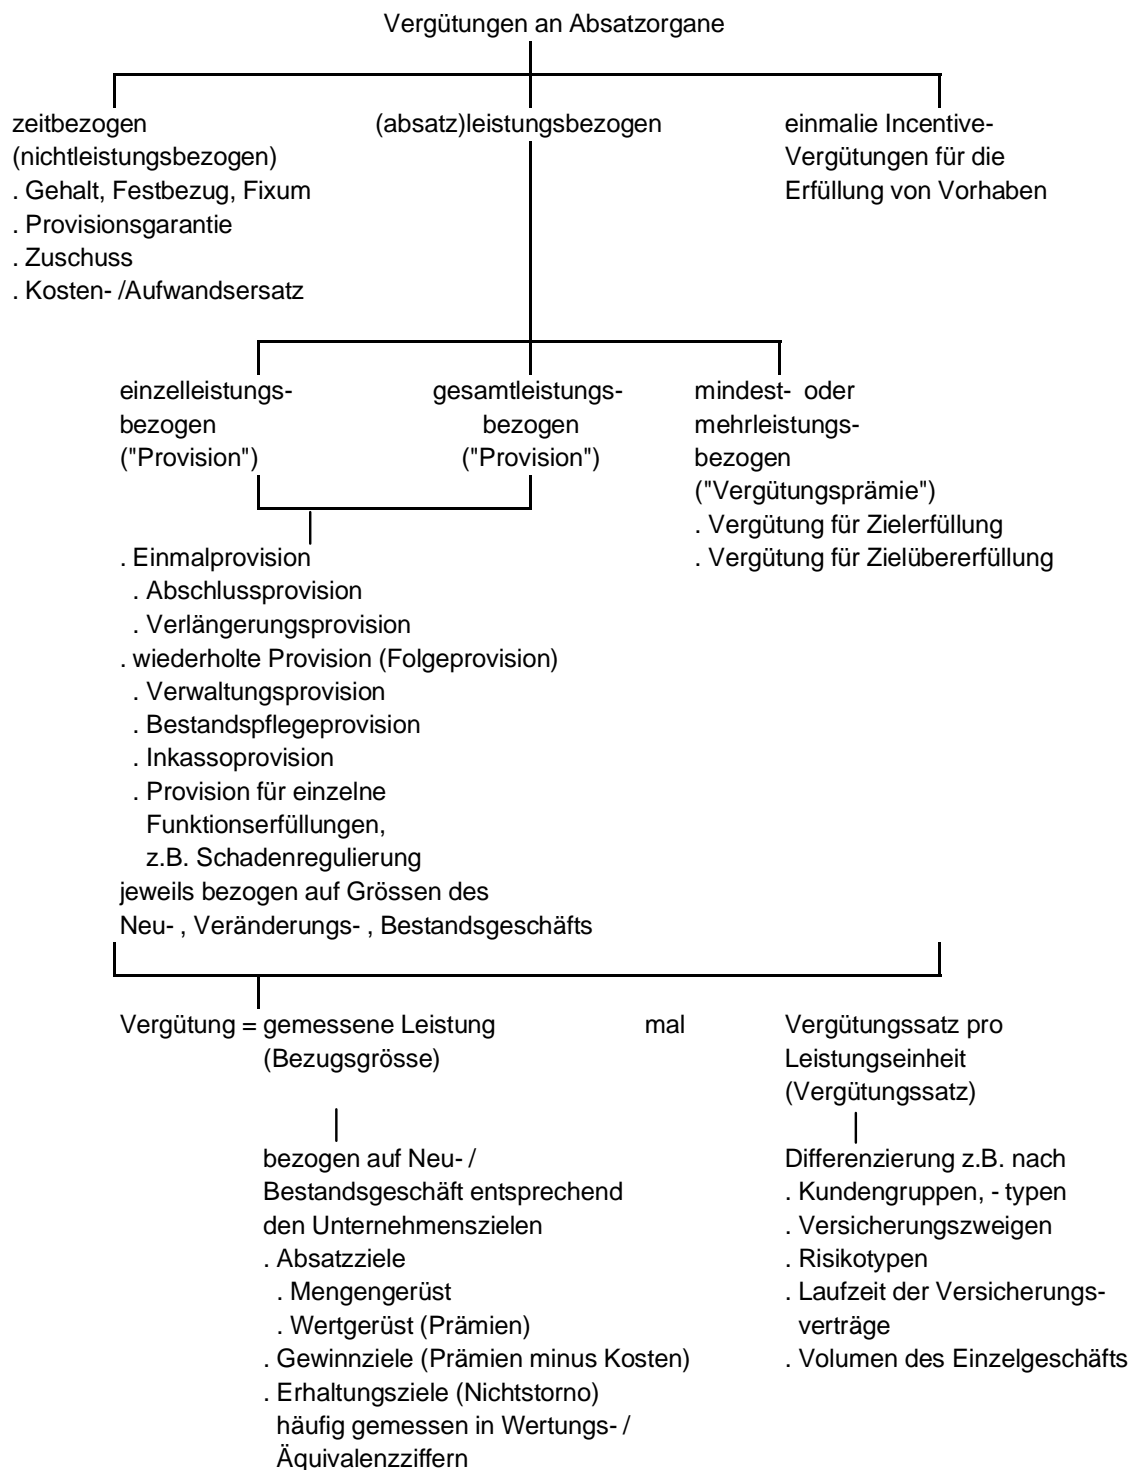 Vergütungen an Absatzorgane
zeitbezogen
(nichtleistungsbezogen)
. Gehalt, Festbezug, Fixum
. Provisionsgarantie
. Zuschuss
. Kosten- /Aufwandsersatz
(absatz)leistungsbezogen
einmalie Incentive-
Vergütungen für die
Erfüllung von Vorhaben
einzelleistungs-
bezogen
("Provision")
gesamtleistungs-
bezogen
("Provision")
mindest- oder
mehrleistungs-
bezogen
("Vergütungsprämie")
. Vergütung für Zielerfüllung
. Vergütung für Zielübererfüllung
. Einmalprovision
. Abschlussprovision
. Verlängerungsprovision
. wiederholte Provision (Folgeprovision)
. Verwaltungsprovision
. Bestandspflegeprovision
. Inkassoprovision
. Provision für einzelne
Funktionserfüllungen,
z.B. Schadenregulierung
jeweils bezogen auf Grössen des
Neu- , Veränderungs- , Bestandsgeschäfts
Vergütung = gemessene Leistung
(Bezugsgrösse)
mal
Vergütungssatz pro
Leistungseinheit
(Vergütungssatz)
bezogen auf Neu- /
Bestandsgeschäft entsprechend
den Unternehmenszielen
. Absatzziele
. Mengengerüst
. Wertgerüst (Prämien)
. Gewinnziele (Prämien minus Kosten)
. Erhaltungsziele (Nichtstorno)
häufig gemessen in Wertungs- /
Äquivalenzziffern
Differenzierung z.B. nach
. Kundengruppen, - typen
. Versicherungszweigen
. Risikotypen
. Laufzeit der Versicherungs-
verträge
. Volumen des Einzelgeschäfts